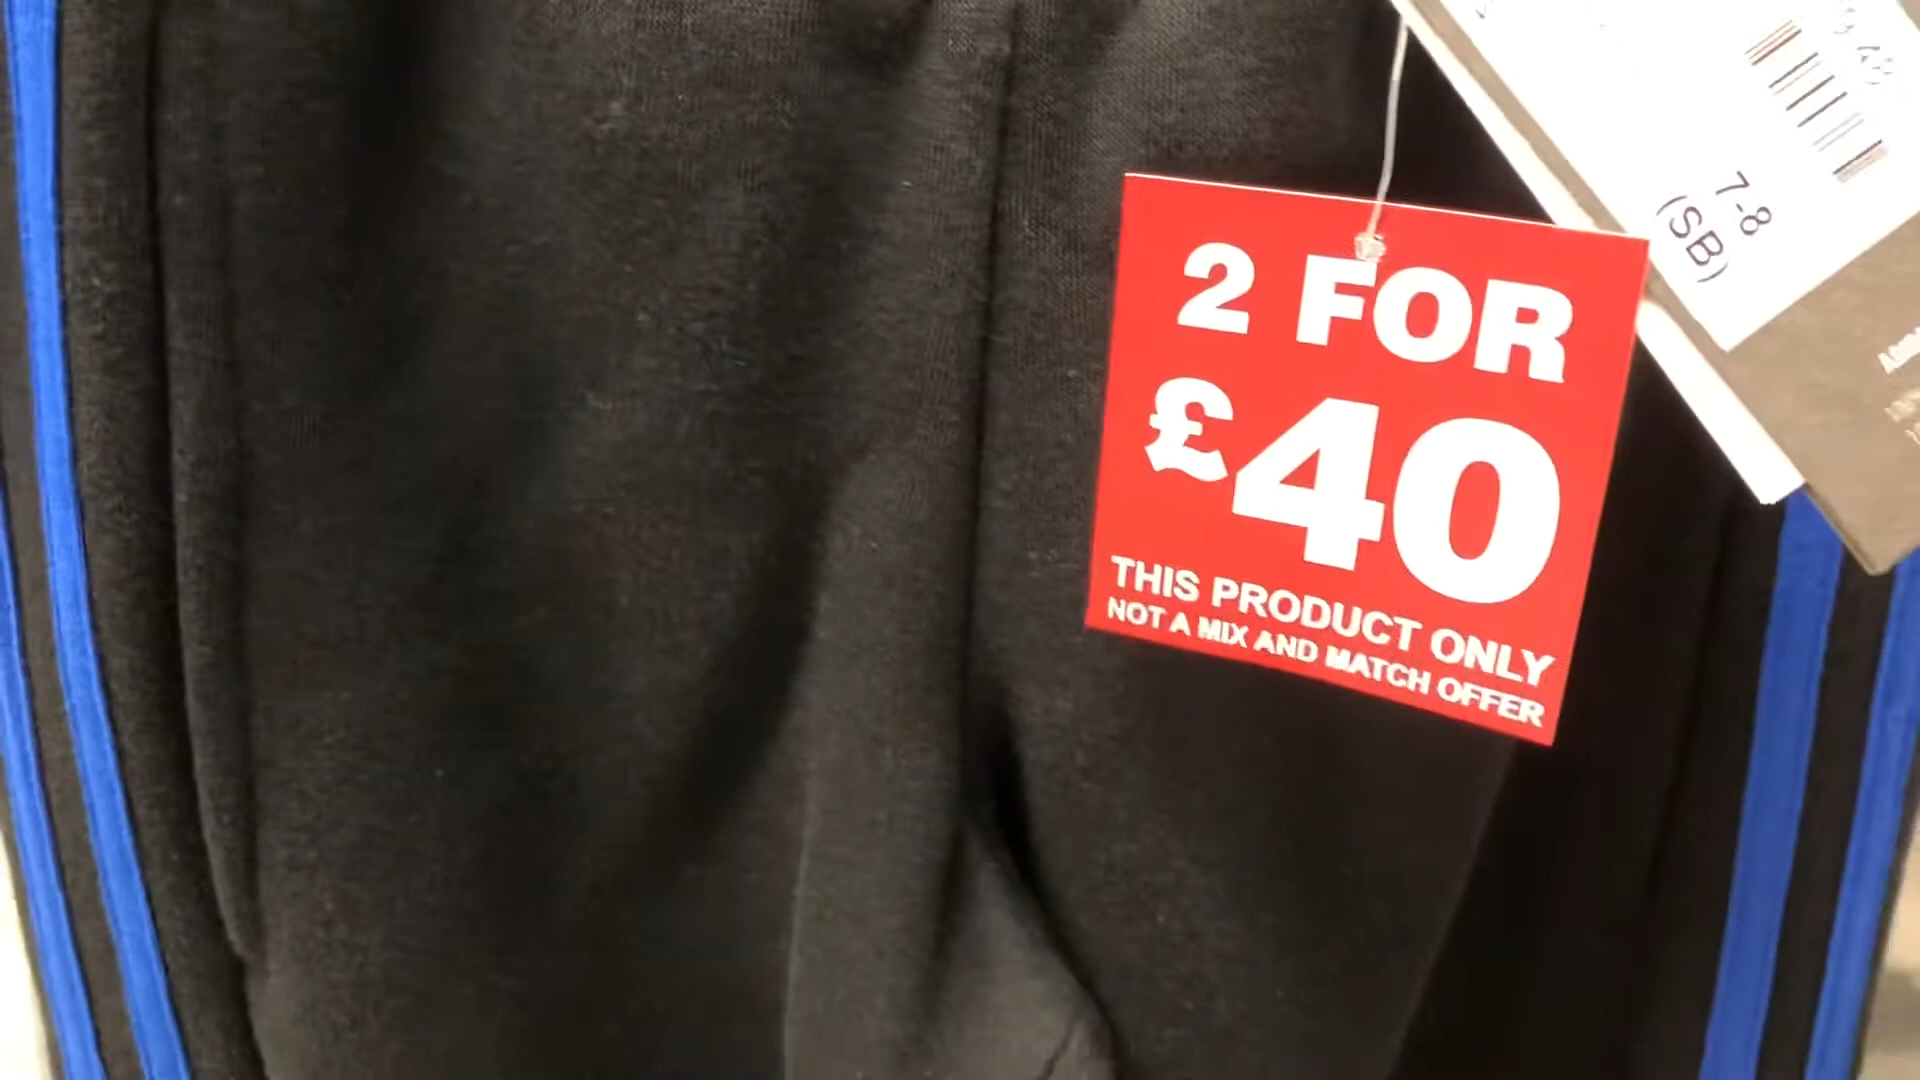 2 FOR
£40
THIS PRODUCT ONLY
NOT A MIX AND MATCH OFFER
7-8
(SB)